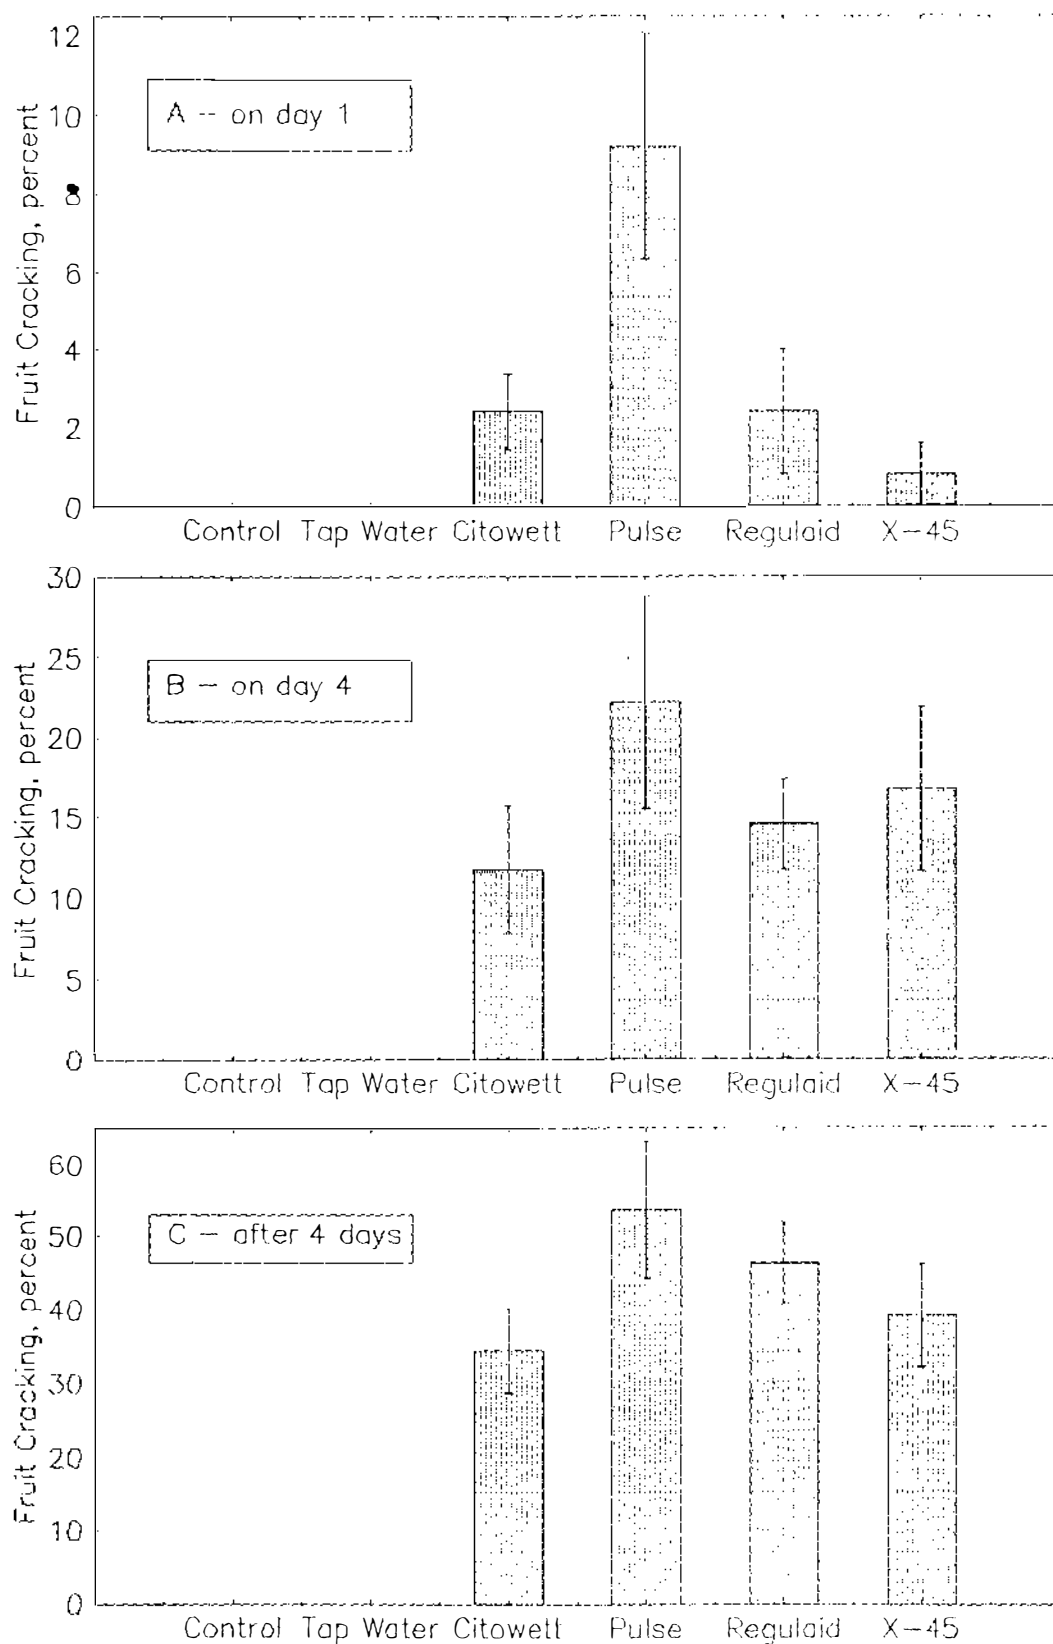 12
10
8
6
4
2
0
Fruit Cracking, percent
A -- on day 1
Control Tap Water Citowett Pulse Regulaid X-45
30
25
20
15
10
5
0
Fruit Cracking, percent
B - on day 4
Control Tap Water Citowett Pulse Regulaid X-45
60
50
40
30
20
10
0
Fruit Cracking, percent
C - after 4 days
Control Tap Water Citowett Pulse Regulaid X-45